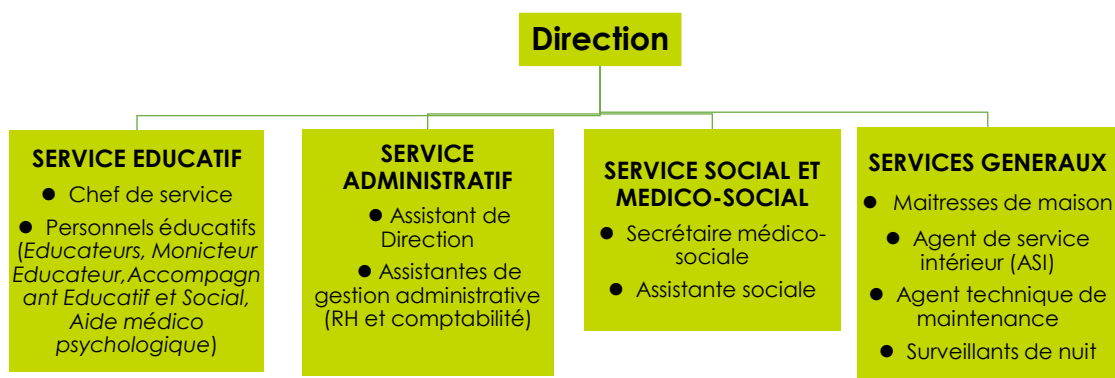 Direction
SERVICE EDUCATIF
● Chef de service
● Personnels éducatifs
(Educateurs, Monicteur
Educateur,Accompagn
ant Educatif et Social,
Aide médico
psychologique)
SERVICE
ADMINISTRATIF
● Assistant de
Direction
● Assistantes de
gestion administrative
(RH et comptabilité)
SERVICE SOCIAL ET
MEDICO-SOCIAL
● Secrétaire médico-
sociale
● Assistante sociale
SERVICES GENERAUX
● Maitresses de maison
● Agent de service
intérieur (ASI)
● Agent technique de
maintenance
● Surveillants de nuit